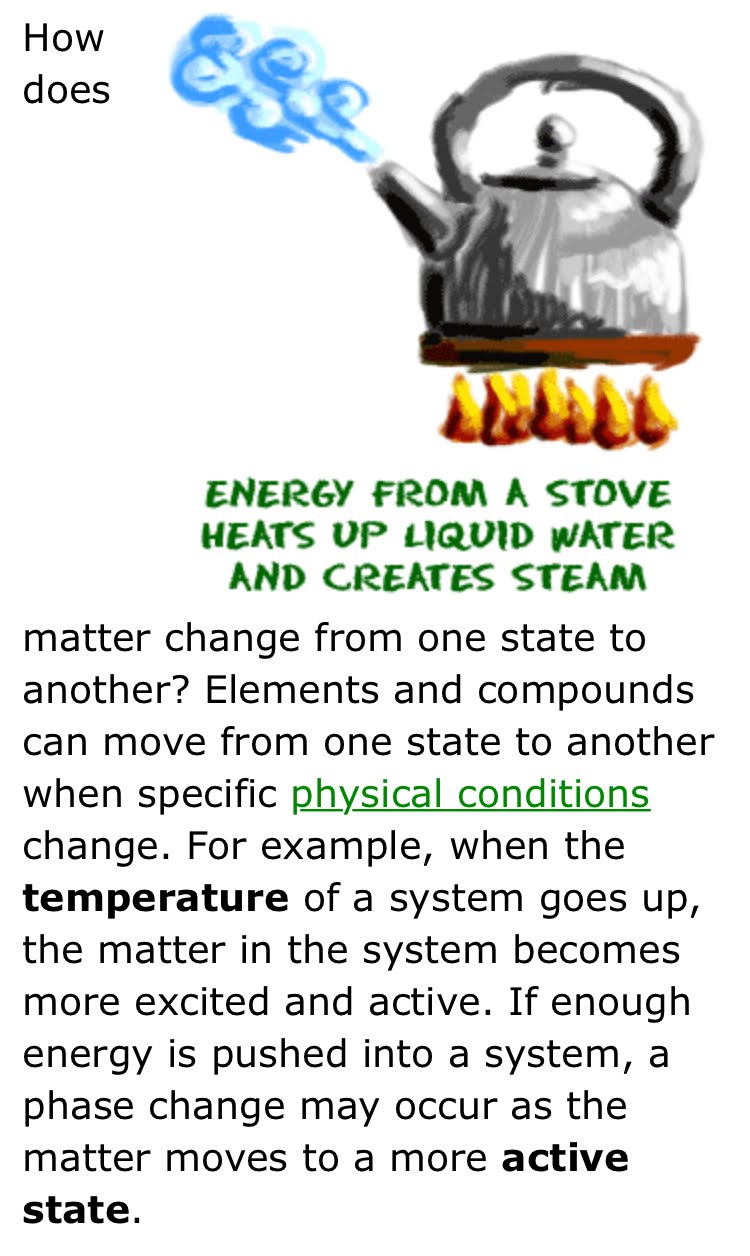 How
does
ENERGY FROM A STOVE
HEATS UP LIQUID WATER
AND CREATES STEAM
matter change from one state to
another? Elements and compounds
can move from one state to another
when specific physical conditions
change. For example, when the
temperature of a system goes up,
the matter in the system becomes
more excited and active. If enough
energy is pushed into a system, a
phase change may occur as the
matter moves to a more active
state.